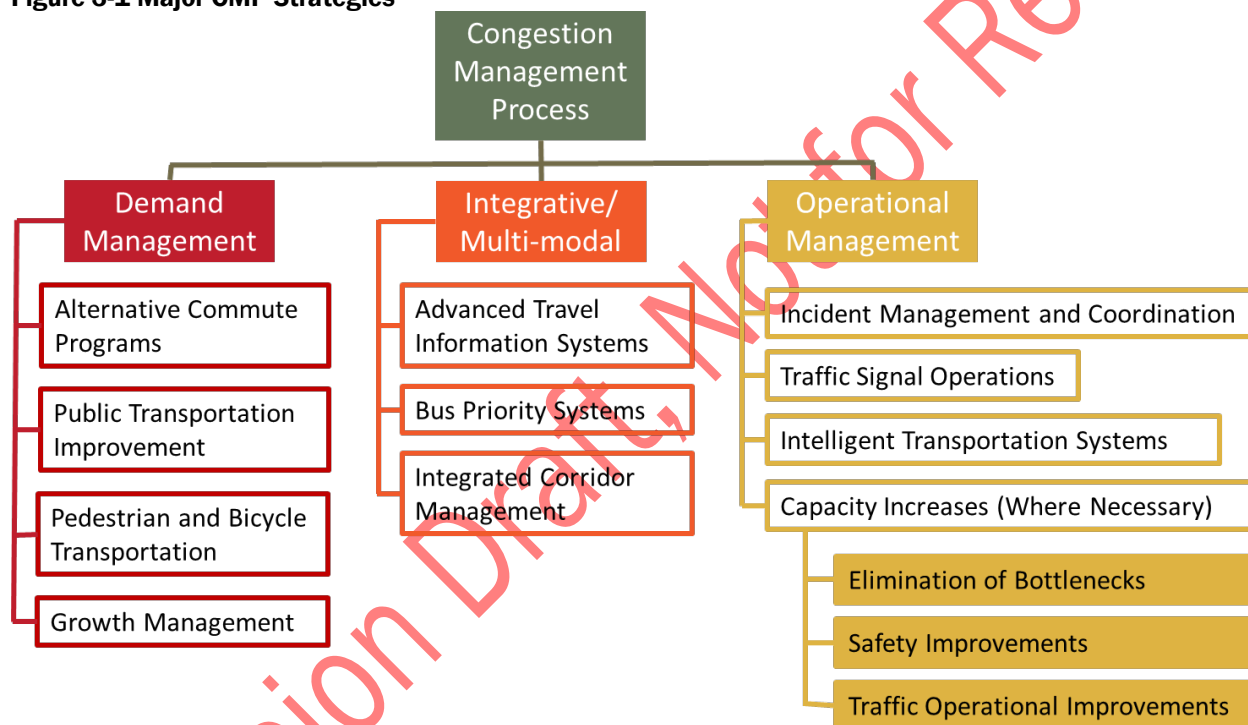 Major CMP Strategies
Congestion
Management
Process
Demand
Management
Alternative Commute
Programs
Public Transportation
Improvement
Pedestrian and Bicycle
Transportation
Growth Management
Integrative/
Multi-modal
Advanced Travel
Information Systems
Bus Priority Systems
Integrated Corridor
Management
Operational
Management
Incident Management and Coordination
Traffic Signal Operations
Intelligent Transportation Systems
Capacity Increases (Where Necessary)
Elimination of Bottlenecks
Safety Improvements
Traffic Operational Improvements
Draft, Not for